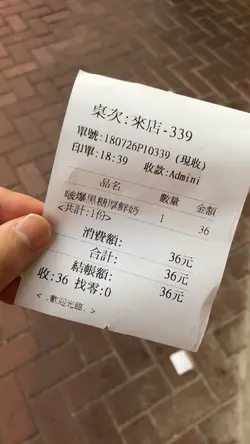 桌次:來店-339
單號:180726P10339 (現收)
印單:18:39 收款:Admini
品名 數量 金額
啵爆黑糖厚鮮奶 1 36
<共計:1份>
消費額: 36元
合計: 36元
結帳額: 36元
收:36 找零:0
< .歡迎光臨. >